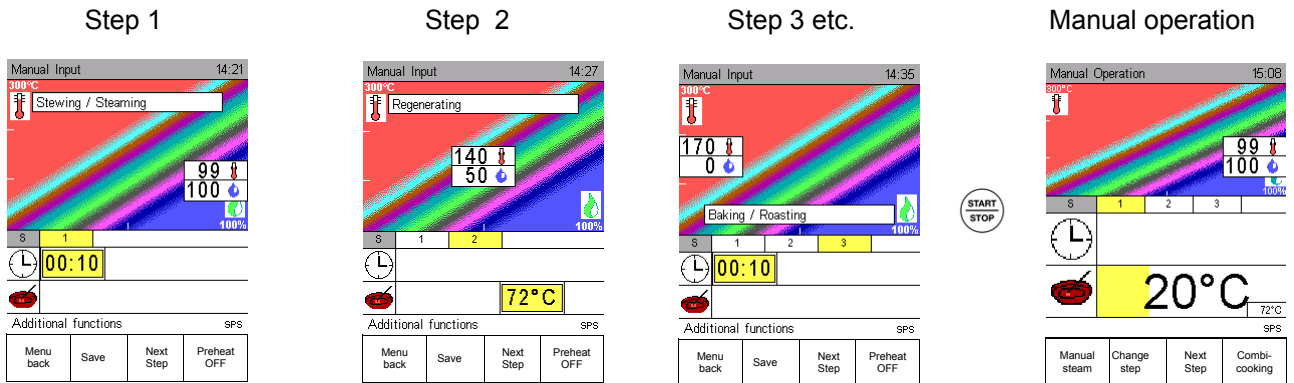 Step 1
Manual Input 14:21
300°C
Stewing / Steaming
99
100
100%
S 1
00:10
Additional functions SPS
Menu back
Save
Next Step
Preheat OFF
Step 2
Manual Input 14:27
300°C
Regenerating
140
50
100%
S 1 2
72°C
Additional functions SPS
Menu back
Save
Next Step
Preheat OFF
Step 3 etc.
Manual Input 14:35
300°C
170
0
Baking / Roasting
100%
S 1 2 3
00:10
Additional functions SPS
Menu back
Save
Next Step
Preheat OFF
START
STOP
Manual operation
Manual Operation 15:08
300°C
99
100
100%
S 1 2 3
20°C
72°C
SPS
Manual steam
Change step
Next Step
Combi-cooking